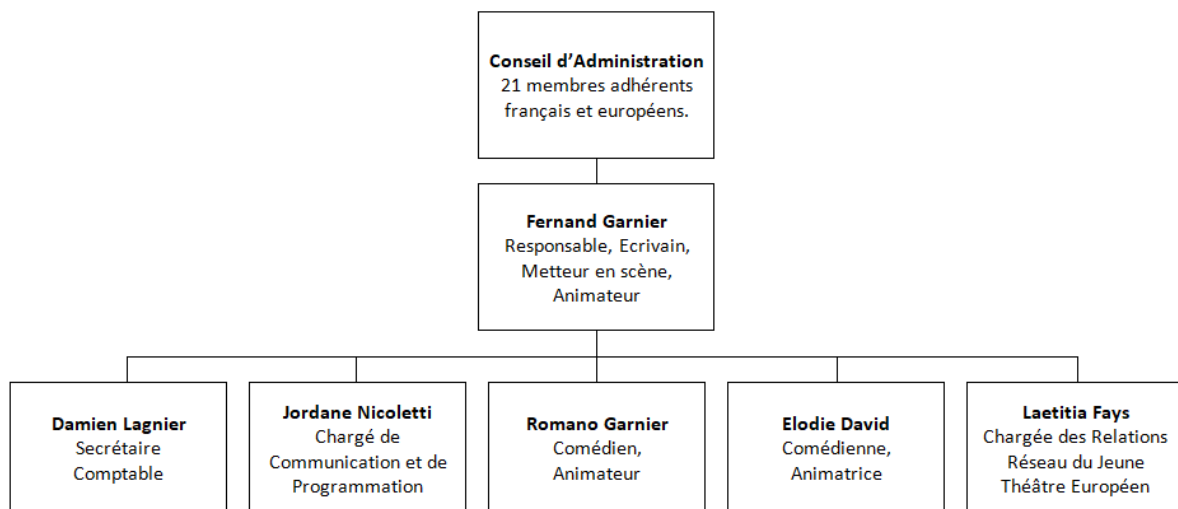 Conseil d'Administration
21 membres adhérents
français et européens.
Fernand Garnier
Responsable, Ecrivain,
Metteur en scène,
Animateur
Damien Lagnier
Secrétaire
Comptable
Jordane Nicoletti
Chargé de
Communication et de
Programmation
Romano Garnier
Comédien,
Animateur
Elodie David
Comédienne,
Animatrice
Laetitia Fays
Chargée des Relations
Réseau du Jeune
Théâtre Européén